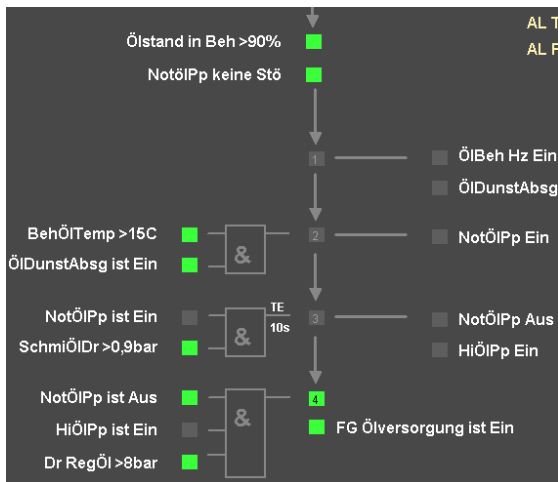 AL T
Ölstand in Beh >90%
AL F
NotölPp keine Stö
1
ÖlBeh Hz Ein
ÖlDunstAbsg
BehÖlTemp >15C
&
2
NotÖlPp Ein
ÖlDunstAbsg ist Ein
NotÖlPp ist Ein
TE
&
10s
3
NotÖlPp Aus
SchmiÖlDr >0,9bar
HiÖlPp Ein
NotÖlPp ist Aus
4
&
HiÖlPp ist Ein
FG Ölversorgung ist Ein
Dr RegÖl >8bar